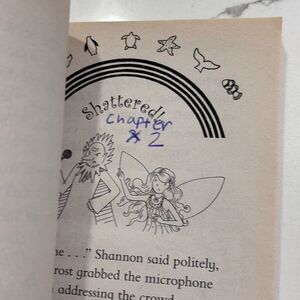 Shattered!
Chapter
2
. . ." Shannon said politely,
rost grabbed the microphone
addressing the crowd